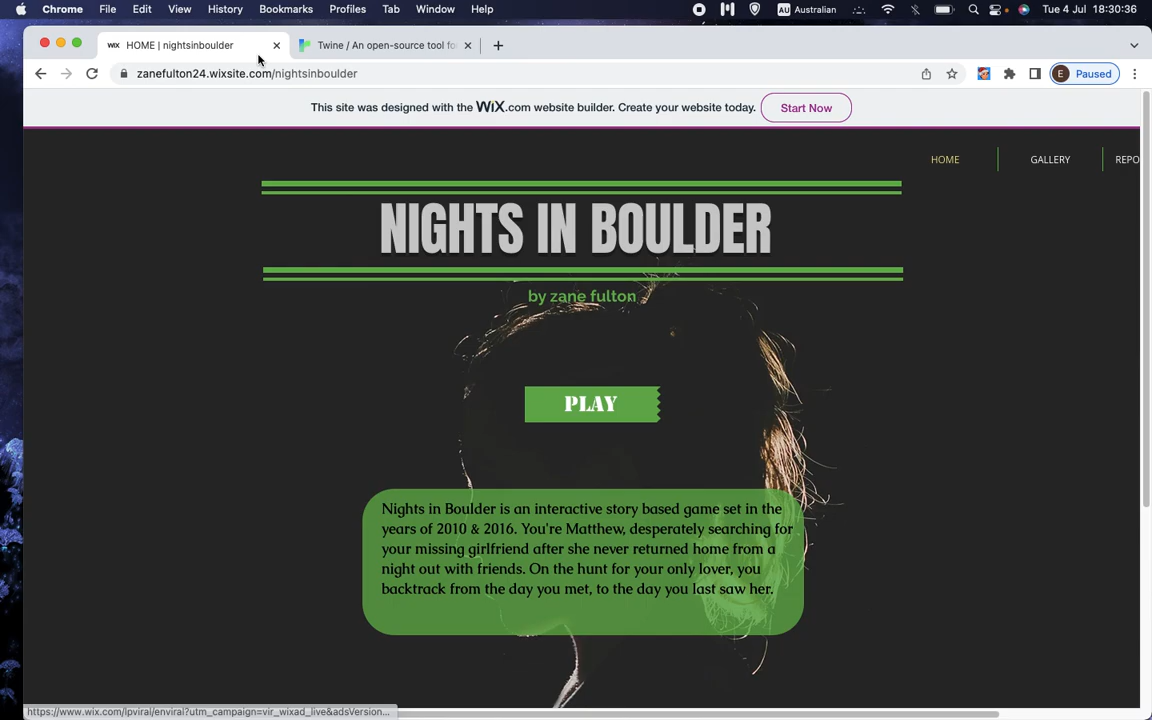 Chrome File Edit View History Bookmarks Profiles Tab Window Help AU Australian Tue 4 Jul 18:30:36
WiX HOME | nightsinboulder Twine / An open-source tool fo
zanefulton24.wixsite.com/nightsinboulder E Paused
This site was designed with the WiX.com website builder. Create your website today. Start Now
HOME GALLERY REPO
NIGHTS IN BOULDER
by zane fulton
PLAY
Nights in Boulder is an interactive story based game set in the
years of 2010 & 2016. You're Matthew, desperately searching for
your missing girlfriend after she never returned home from a
night out with friends. On the hunt for your only lover, you
backtrack from the day you met, to the day you last saw her.
https://www.wix.com/lpviral/enviral?utm_campaign=vir_wixad_live&adsVersion...